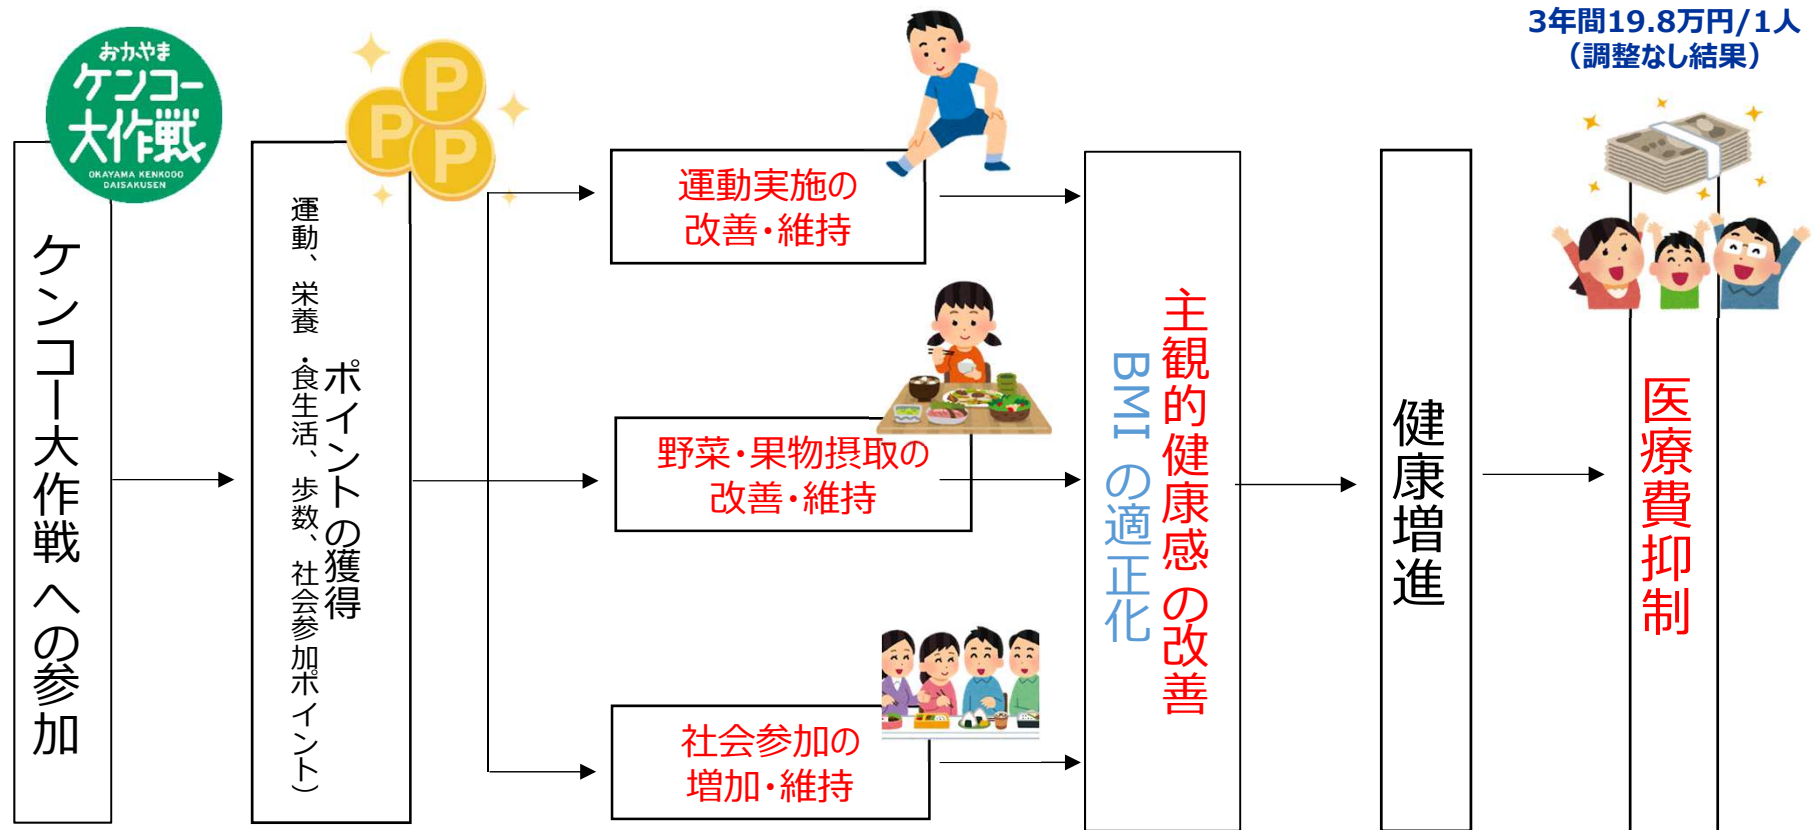 おかやま
ケンコー
大作戦
OKAYAMA KENKOOO
DAISAKUSEN
ケンコー大作戦 への参加
P
P
P
ポイントの獲得
(運動、栄養・食生活、歩数、社会参加ポイント)
運動実施の
改善・維持
野菜・果物摂取の
改善・維持
社会参加の
増加・維持
主観的健康感 の改善
BMI の適正化
健康増進
3年間19.8万円/1人
(調整なし結果)
医療費抑制